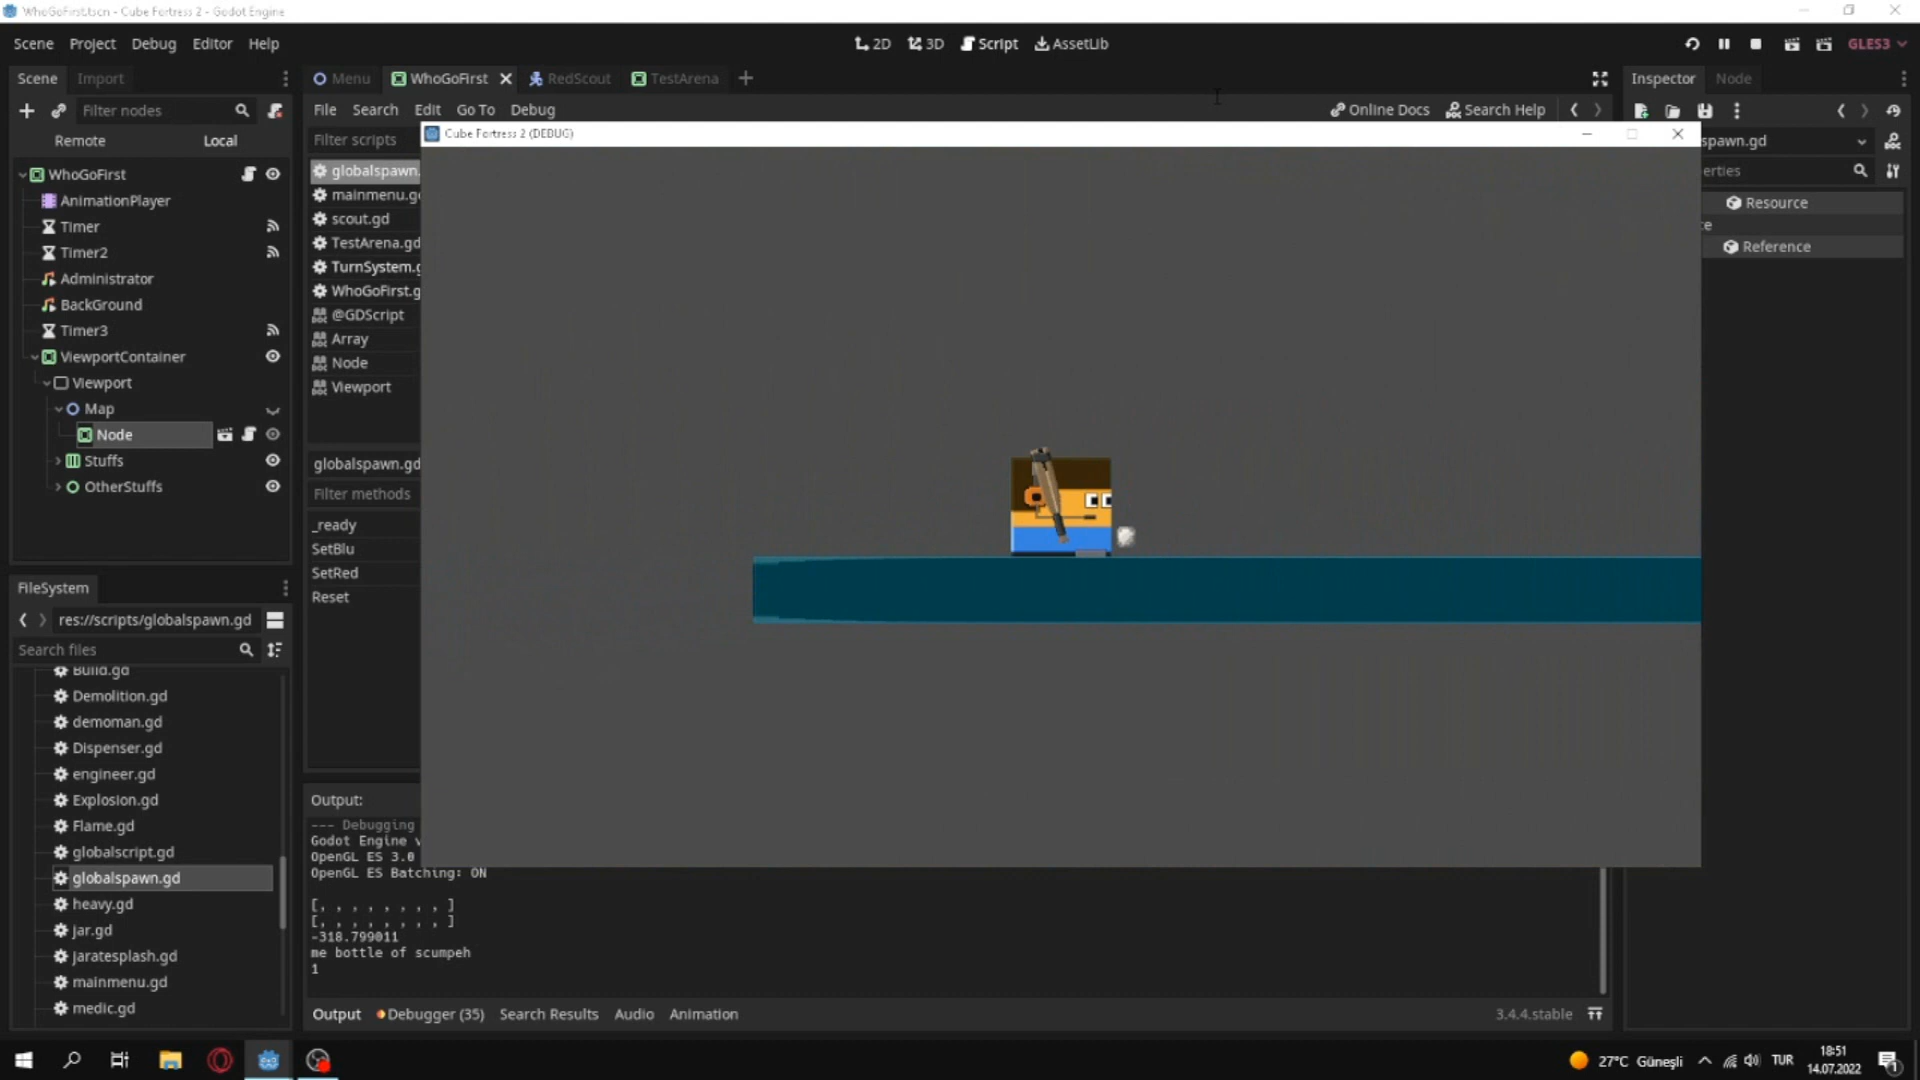 WhoGoFirst.tscn - Cube Fortress 2 - Godot Engine
Scene Project Debug Editor Help
2D 3D Script AssetLib
GLES3
Scene Import
Menu WhoGoFirst RedScout TestArena
Inspector Node
Filter nodes
File Search Edit Go To Debug
Online Docs Search Help
Remote Local
Filter scripts
Cube Fortress 2 (DEBUG)
spawn.gd
erties
Resource
ce
Reference
WhoGoFirst
AnimationPlayer
Timer
Timer2
Administrator
BackGround
Timer3
ViewportContainer
Viewport
Map
Node
Stuffs
OtherStuffs
globalspawn.
mainmenu.g
scout.gd
TestArena.gd
TurnSystem.g
WhoGoFirst.g
@GDScript
Array
Node
Viewport
globalspawn.gd
Filter methods
_ready
SetBlu
SetRed
Reset
FileSystem
res://scripts/globalspawn.gd
Search files
Build.gd
Demolition.gd
demoman.gd
Dispenser.gd
engineer.gd
Explosion.gd
Flame.gd
globalscript.gd
globalspawn.gd
heavy.gd
jar.gd
jaratesplash.gd
mainmenu.gd
medic.gd
Output:
--- Debugging
Godot Engine v
OpenGL ES 3.0
OpenGL ES Batching: ON
[, , , , , , , , ]
[, , , , , , , , ]
-318.799011
me bottle of scumpeh
1
Output Debugger (35) Search Results Audio Animation
3.4.4.stable
27°C Güneşli
TUR
18:51
14.07.2022
1